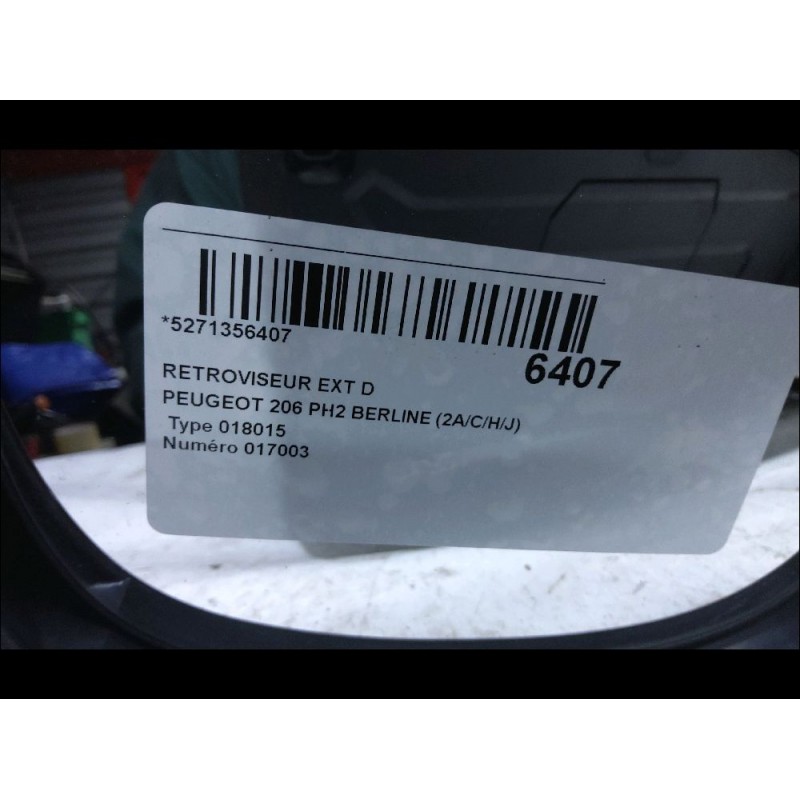 *5271356407
6407
RETROVISEUR EXT D
PEUGEOT 206 PH2 BERLINE (2A/C/H/J)
Type 018015
Numéro 017003